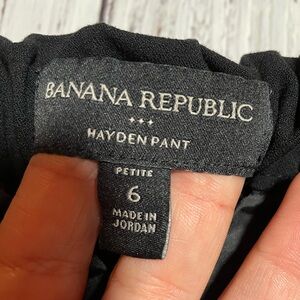 BANANA REPUBLIC
HAYDEN PANT
PETITE
6
MADE IN
JORDAN